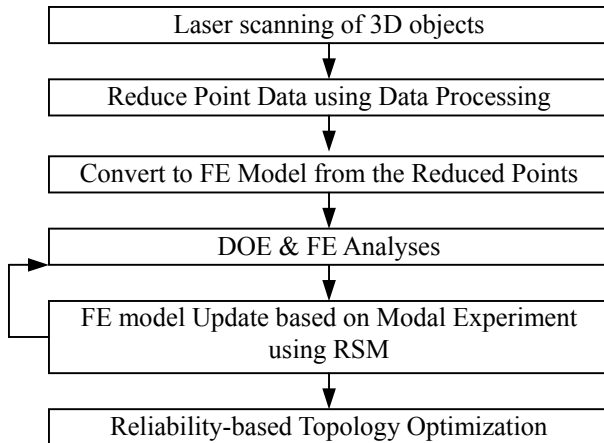 Laser scanning of 3D objects
Reduce Point Data using Data Processing
Convert to FE Model from the Reduced Points
DOE & FE Analyses
FE model Update based on Modal Experiment
using RSM
Reliability-based Topology Optimization